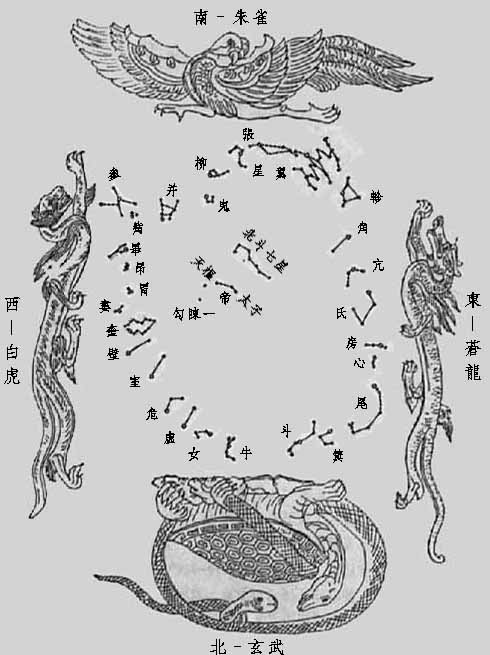 南－朱雀
張
柳
星
翼
參
井
鬼
軫
觜
角
畢
北斗七星
昴
天樞
亢
胃
帝
太子
西－白虎
東－蒼龍
婁
勾陳一
氐
奎
壁
房
心
室
危
尾
虛
斗
女
牛
箕
北－玄武